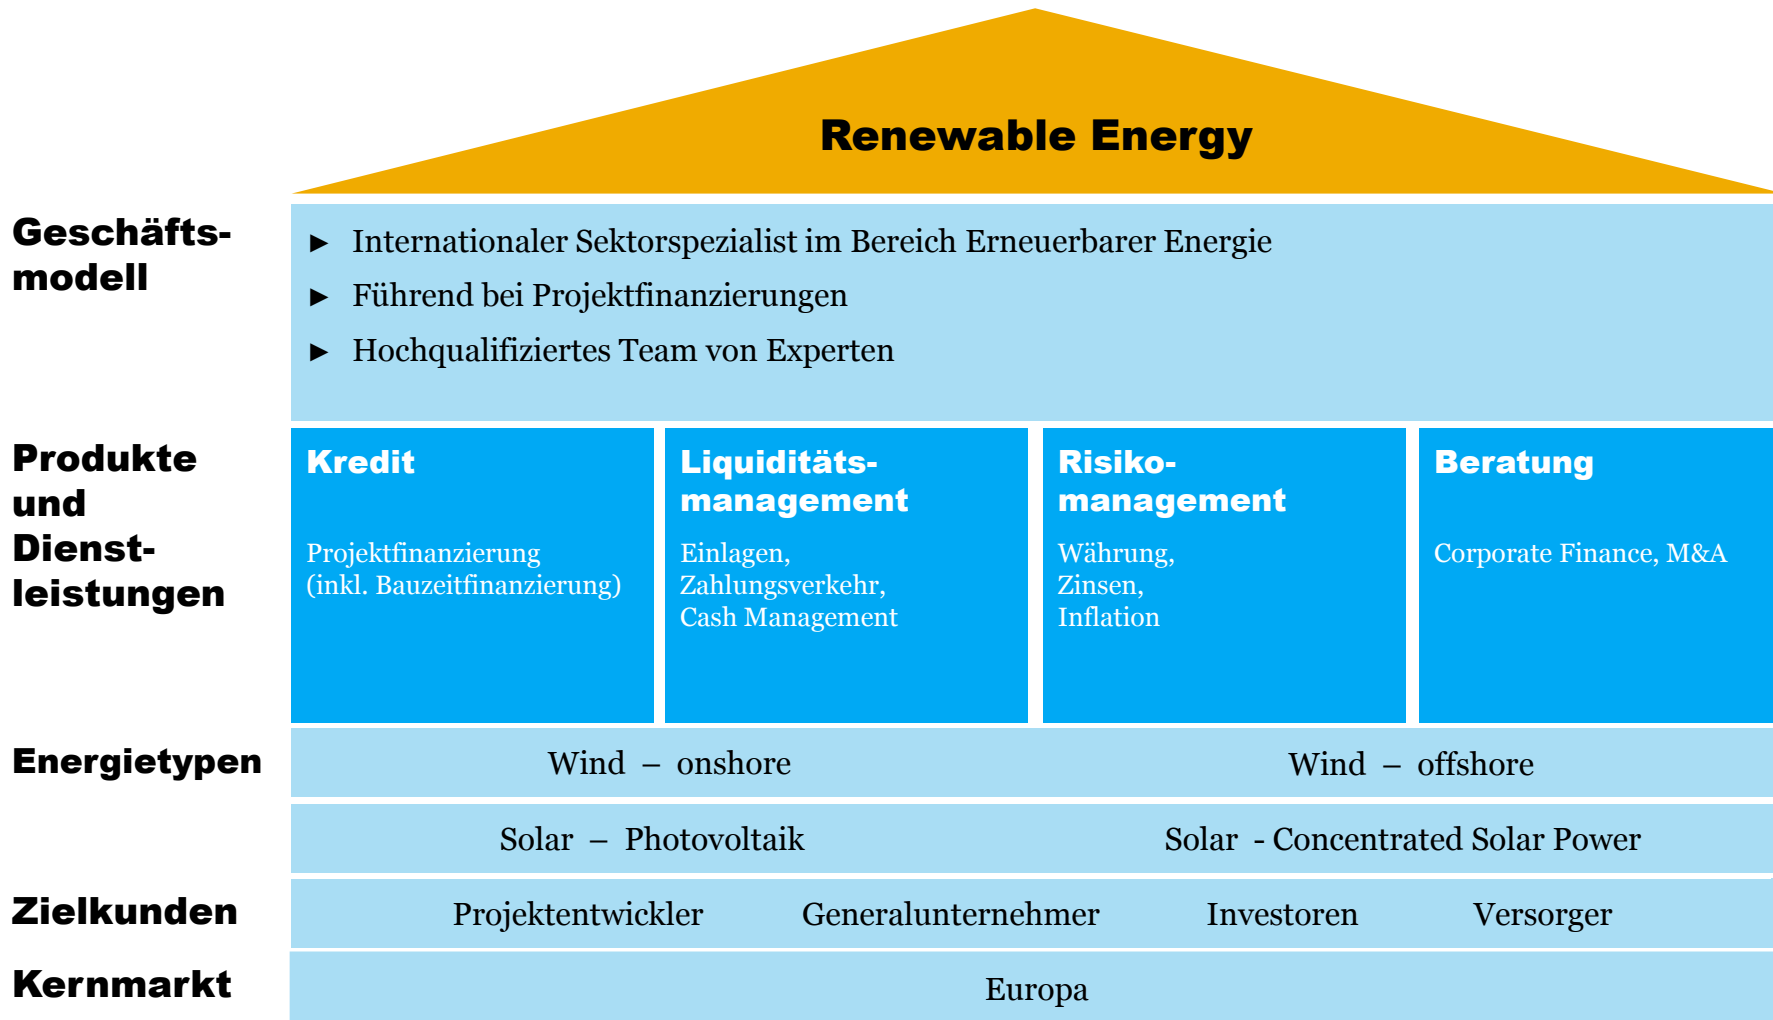 Renewable Energy
Geschäfts-
modell
► Internationaler Sektorspezialist im Bereich Erneuerbarer Energie
► Führend bei Projektfinanzierungen
► Hochqualifiziertes Team von Experten
Produkte
und
Dienst-
leistungen
Kredit
Projektfinanzierung
(inkl. Bauzeitfinanzierung)
Liquiditäts-
management
Einlagen,
Zahlungsverkehr,
Cash Management
Risiko-
management
Währung,
Zinsen,
Inflation
Beratung
Corporate Finance, M&A
Energietypen
Wind – onshore
Wind – offshore
Solar – Photovoltaik
Solar - Concentrated Solar Power
Zielkunden
Projektentwickler
Generalunternehmer
Investoren
Versorger
Kernmarkt
Europa